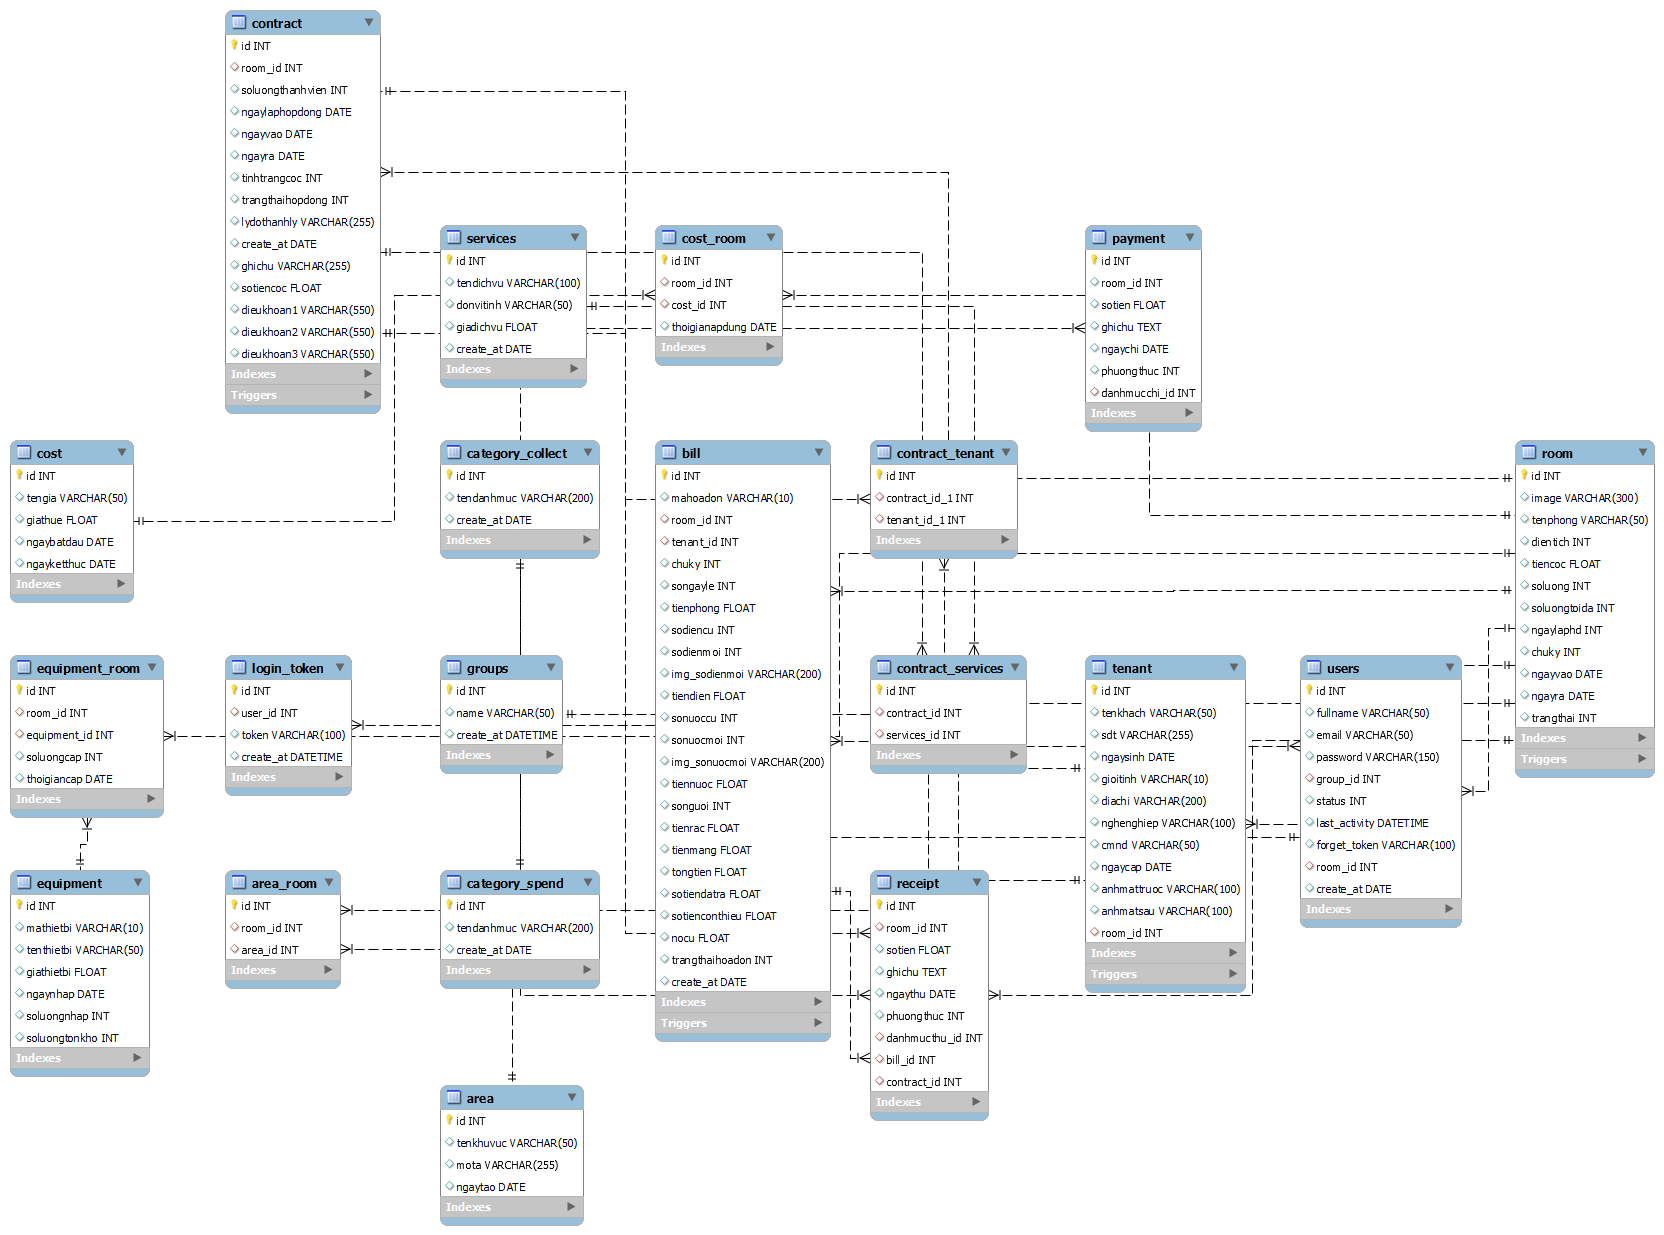 contract
id INT
room_id INT
soluongthanhvien INT
ngaylaphopdong DATE
ngayvao DATE
ngayra DATE
tinhtrangcoc INT
trangthaihopdong INT
lydothanhly VARCHAR(255)
create_at DATE
ghichu VARCHAR(255)
sotiencoc FLOAT
dieukhoan1 VARCHAR(550)
dieukhoan2 VARCHAR(550)
dieukhoan3 VARCHAR(550)
Indexes
Triggers
services
id INT
tendichvu VARCHAR(100)
donvitinh VARCHAR(50)
giadichvu FLOAT
create_at DATE
Indexes
cost_room
id INT
room_id INT
cost_id INT
thoigianapdung DATE
Indexes
payment
id INT
room_id INT
sotien FLOAT
ghichu TEXT
ngaychi DATE
phuongthuc INT
danhmucchi_id INT
Indexes
cost
id INT
tengia VARCHAR(50)
giathue FLOAT
ngaybatdau DATE
ngayketthuc DATE
Indexes
category_collect
id INT
tendanhmuc VARCHAR(200)
create_at DATE
Indexes
bill
id INT
mahoadon VARCHAR(10)
room_id INT
tenant_id INT
chuky INT
songayle INT
tienphong FLOAT
sodiencu INT
sodienmoi INT
img_sodienmoi VARCHAR(200)
tiendien FLOAT
sonuoccu INT
sonuocmoi INT
img_sonuocmoi VARCHAR(200)
tiennuoc FLOAT
songuoi INT
tienrac FLOAT
tienmang FLOAT
tongtien FLOAT
sotiendatra FLOAT
sotienconthieu FLOAT
nocu FLOAT
trangthaihoadon INT
create_at DATE
Indexes
Triggers
contract_tenant
id INT
contract_id_1 INT
tenant_id_1 INT
Indexes
room
id INT
image VARCHAR(300)
tenphong VARCHAR(50)
dientich INT
tiencoc FLOAT
soluong INT
soluongtoida INT
ngaylaphd INT
chuky INT
ngayvao DATE
ngayra DATE
trangthai INT
Indexes
Triggers
equipment_room
id INT
room_id INT
equipment_id INT
soluongcap INT
thoigiancap DATE
Indexes
login_token
id INT
user_id INT
token VARCHAR(100)
create_at DATETIME
Indexes
groups
id INT
name VARCHAR(50)
create_at DATETIME
Indexes
contract_services
id INT
contract_id INT
services_id INT
Indexes
tenant
id INT
tenkhach VARCHAR(50)
sdt VARCHAR(255)
ngaysinh DATE
gioitinh VARCHAR(10)
diachi VARCHAR(200)
nghenghiep VARCHAR(100)
cmnd VARCHAR(50)
ngaycap DATE
anhmattruoc VARCHAR(100)
anhmatsau VARCHAR(100)
room_id INT
Indexes
Triggers
users
id INT
fullname VARCHAR(50)
email VARCHAR(50)
password VARCHAR(150)
group_id INT
status INT
last_activity DATETIME
forget_token VARCHAR(100)
room_id INT
create_at DATE
Indexes
equipment
id INT
mathietbi VARCHAR(10)
tenthietbi VARCHAR(50)
giathietbi FLOAT
ngaynhap DATE
soluongnhap INT
soluongtonkho INT
Indexes
area_room
id INT
room_id INT
area_id INT
Indexes
category_spend
id INT
tendanhmuc VARCHAR(200)
create_at DATE
Indexes
receipt
id INT
room_id INT
sotien FLOAT
ghichu TEXT
ngaythu DATE
phuongthuc INT
danhmucthu_id INT
bill_id INT
contract_id INT
Indexes
area
id INT
tenkhuvuc VARCHAR(50)
mota VARCHAR(255)
ngaytao DATE
Indexes